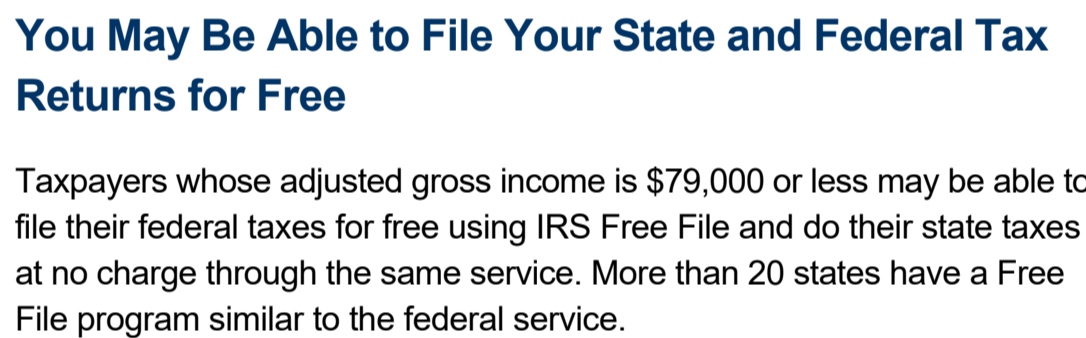 You May Be Able to File Your State and Federal Tax
Returns for Free
Taxpayers whose adjusted gross income is $79,000 or less may be able to
file their federal taxes for free using IRS Free File and do their state taxes
at no charge through the same service. More than 20 states have a Free
File program similar to the federal service.